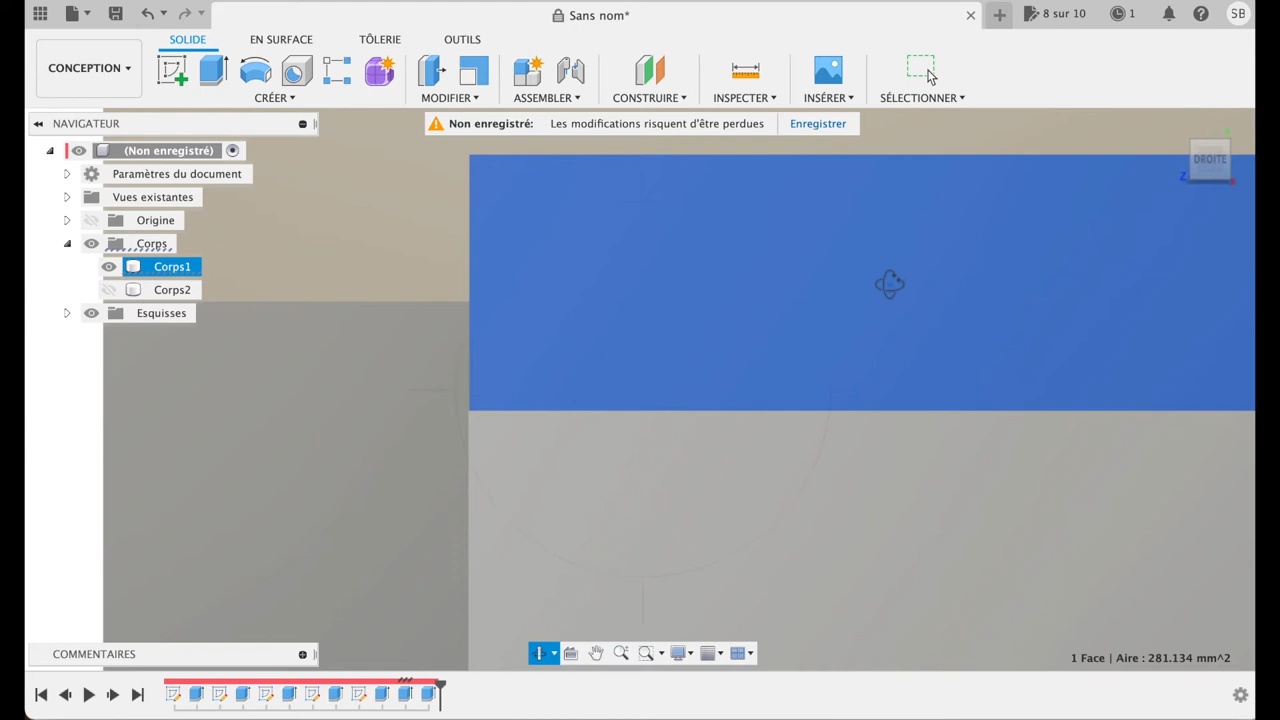 Sans nom*
8 sur 10
1
SB
SOLIDE
EN SURFACE
TÔLERIE
OUTILS
CONCEPTION
CRÉER
MODIFIER
ASSEMBLER
CONSTRUIRE
INSPECTER
INSÉRER
SÉLECTIONNER
NAVIGATEUR
Non enregistré: Les modifications risquent d'être perdues Enregistrer
(Non enregistré)
Paramètres du document
Vues existantes
Origine
Corps
Corps1
Corps2
Esquisses
DROITE
Z
COMMENTAIRES
1 Face | Aire : 281.134 mm^2